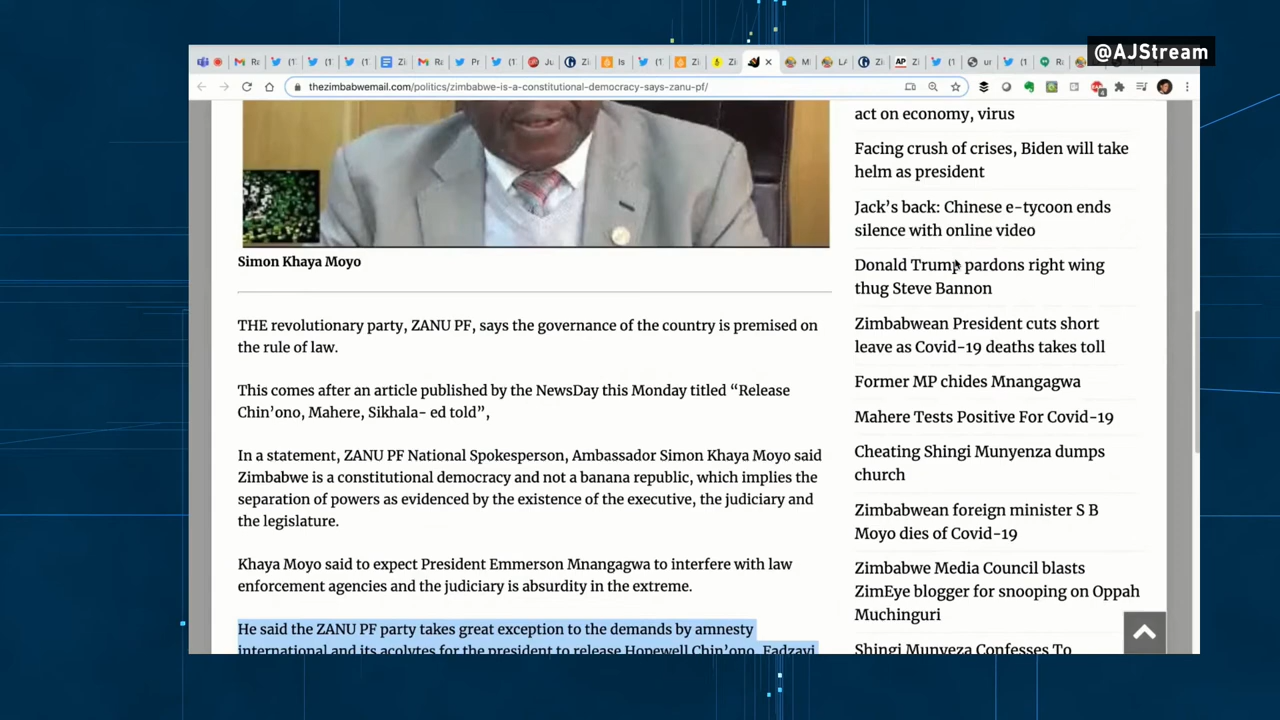 @AJStream
thezimbabwemail.com/politics/zimbabwe-is-a-constitutional-democracy-says-zanu-pf/
Simon Khaya Moyo
THE revolutionary party, ZANU PF, says the governance of the country is premised on
the rule of law.
This comes after an article published by the NewsDay this Monday titled “Release
Chin’ono, Mahere, Sikhala- ed told”,
In a statement, ZANU PF National Spokesperson, Ambassador Simon Khaya Moyo said
Zimbabwe is a constitutional democracy and not a banana republic, which implies the
separation of powers as evidenced by the existence of the executive, the judiciary and
the legislature.
Khaya Moyo said to expect President Emmerson Mnangagwa to interfere with law
enforcement agencies and the judiciary is absurdity in the extreme.
He said the ZANU PF party takes great exception to the demands by amnesty
international and its acolytes for the president to release Hopewell Chin’ono, Fadzayi
act on economy, virus
Facing crush of crises, Biden will take
helm as president
Jack’s back: Chinese e-tycoon ends
silence with online video
Donald Trump pardons right wing
thug Steve Bannon
Zimbabwean President cuts short
leave as Covid-19 deaths takes toll
Former MP chides Mnangagwa
Mahere Tests Positive For Covid-19
Cheating Shingi Munyenza dumps
church
Zimbabwean foreign minister S B
Moyo dies of Covid-19
Zimbabwe Media Council blasts
ZimEye blogger for snooping on Oppah
Muchinguri
Shingi Munyeza Confesses To